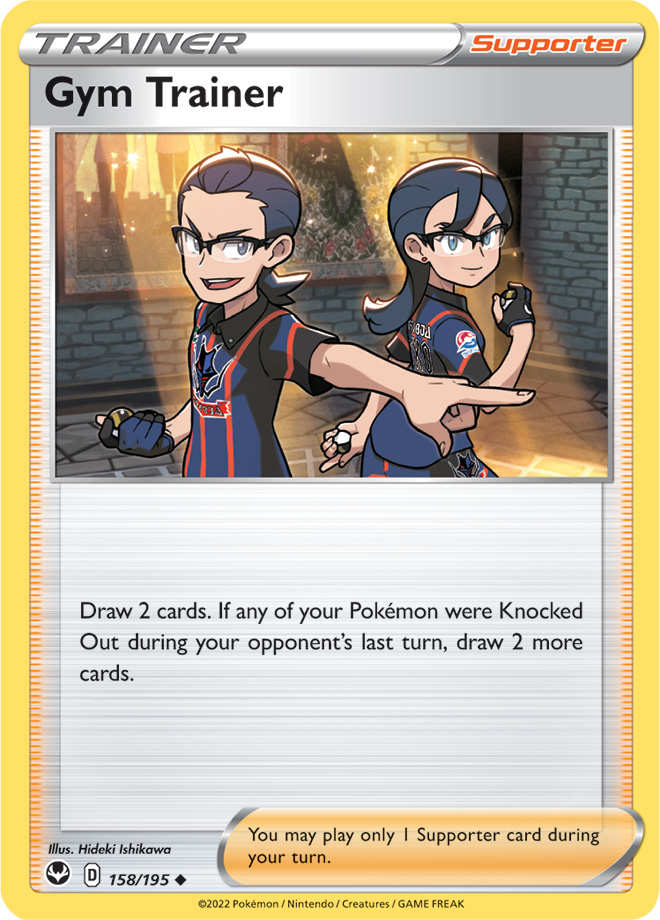 TRAINER
Supporter
Gym Trainer
Draw 2 cards. If any of your Pokémon were Knocked
Out during your opponent's last turn, draw 2 more
cards.
Illus. Hideki Ishikawa
You may play only 1 Supporter card during
your turn.
D 158/195
©2022 Pokémon / Nintendo / Creatures / GAME FREAK